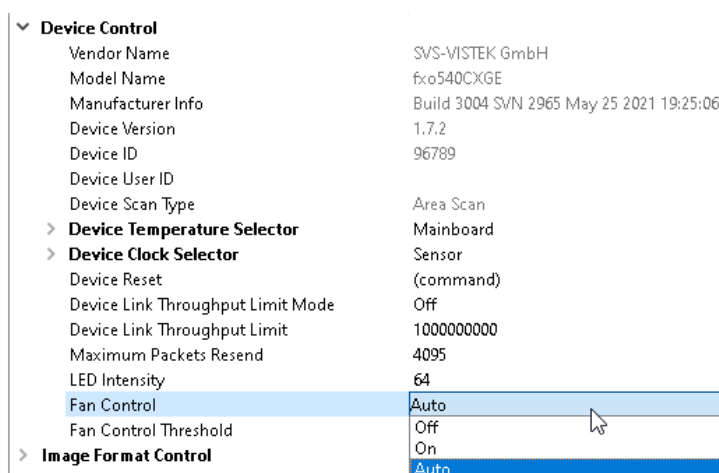 Device Control
Vendor Name SVS-VISTEK GmbH
Model Name fxo540CXGE
Manufacturer Info Build 3004 SVN 2965 May 25 2021 19:25:06
Device Version 1.7.2
Device ID 96789
Device User ID
Device Scan Type Area Scan
Device Temperature Selector Mainboard
Device Clock Selector Sensor
Device Reset (command)
Device Link Throughput Limit Mode Off
Device Link Throughput Limit 1000000000
Maximum Packets Resend 4095
LED Intensity 64
Fan Control Auto
Fan Control Threshold Off
On
Image Format Control Auto